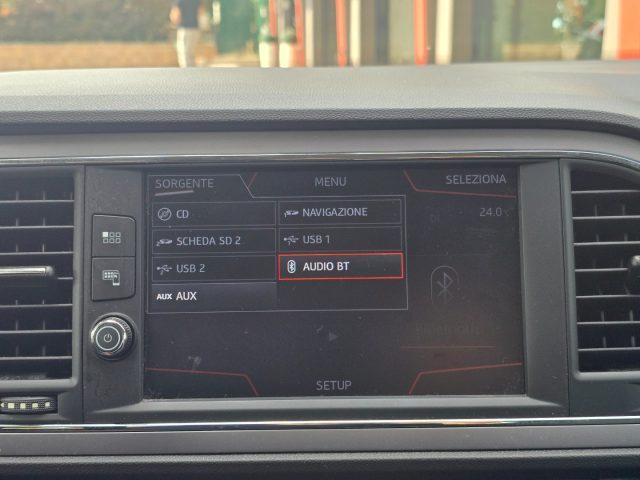 SORGENTE MENU SELEZIONA
CD NAVIGAZIONE 24.0
SCHEDA SD 2 USB 1
USB 2 AUDIO BT
AUX AUX
SETUP